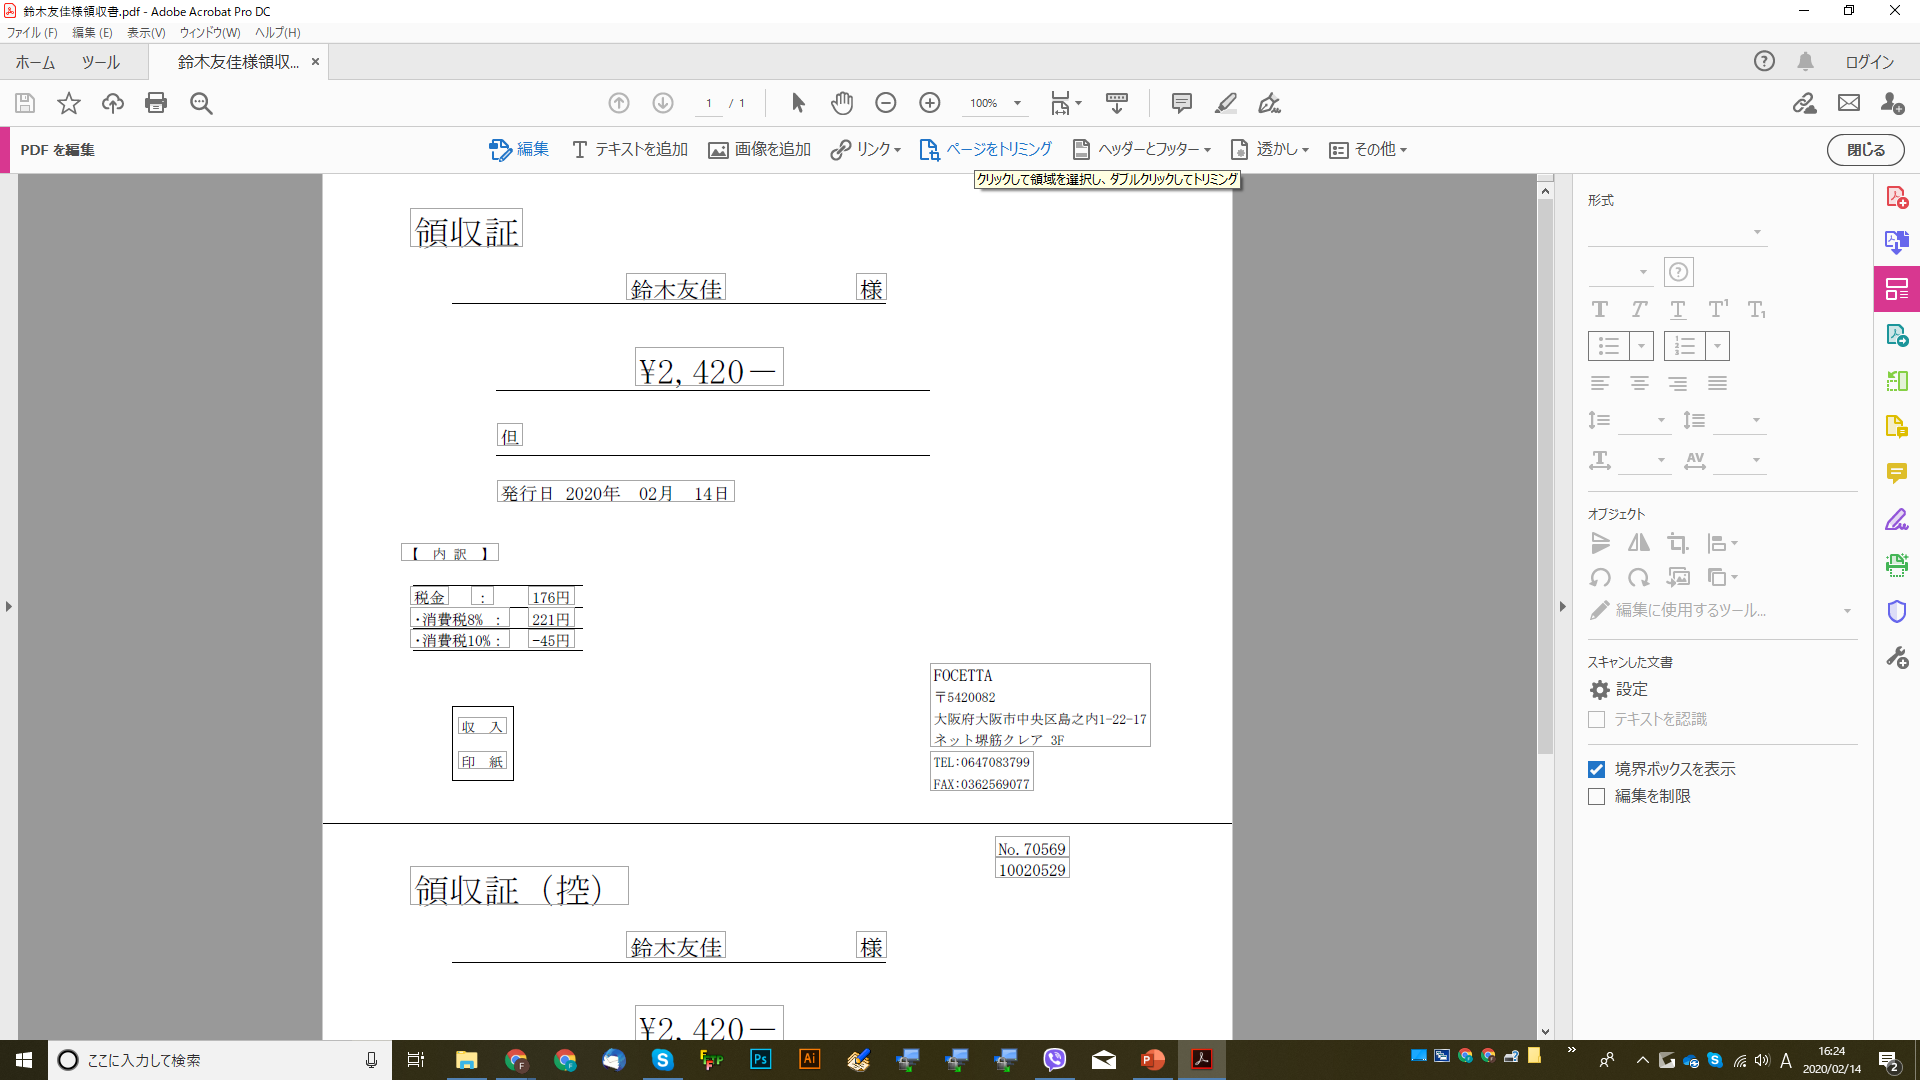 鈴木友佳様領収書.pdf - Adobe Acrobat Pro DC
ファイル(F) 編集(E) 表示(V) ウィンドウ(W) ヘルプ(H)
ホーム ツール 鈴木友佳様領収... × ログイン
1 / 1 100%
PDF を編集 編集 テキストを追加 画像を追加 リンク ページをトリミング ヘッダーとフッター 透かし その他 閉じる
クリックして領域を選択し、ダブルクリックしてトリミング
領収証
鈴木友佳 様
¥2,420―
但
発行日 2020年 02月 14日
【 内 訳 】
税金 : 176円
・消費税8% : 221円
・消費税10% : -45円
収 入
印 紙
FOCETTA
〒5420082
大阪府大阪市中央区島之内1-22-17
ネット堺筋クレア 3F
TEL:0647083799
FAX:0362569077
No.70569
10020529
領収証（控）
鈴木友佳 様
¥2,420―
形式
オブジェクト
編集に使用するツール...
スキャンした文書
設定
テキストを認識
境界ボックスを表示
編集を制限
ここに入力して検索
A 16:24
2020/02/14
2